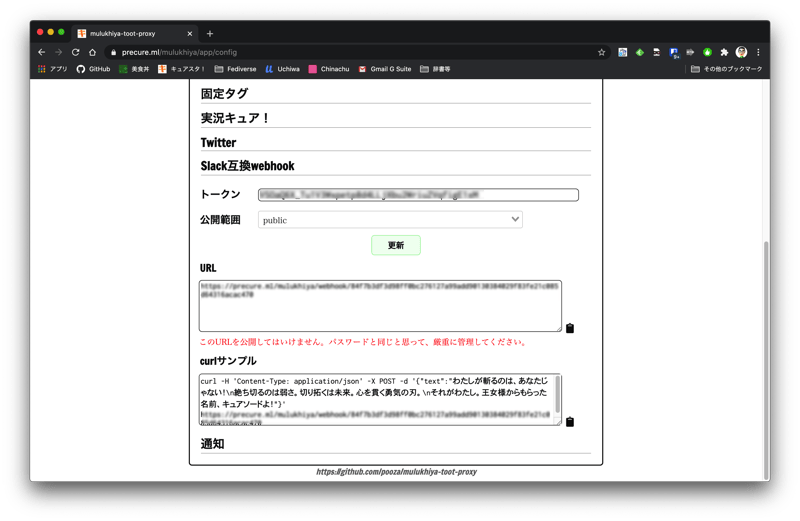 mulukhiya-toot-proxy
precure.ml/mulukhiya/app/config
アプリ GitHub 美食丼 キュアスタ! Fediverse Uchiwa Chinachu Gmail G Suite 辞書等 その他のブックマーク
固定タグ
実況キュア!
Twitter
Slack互換webhook
トークン
公開範囲 public
更新
URL
このURLを公開してはいけません。パスワードと同じと思って、厳重に管理してください。
curlサンプル
curl -H 'Content-Type: application/json' -X POST -d '{"text":"わたしが斬るのは、あなたじ
ゃない!\n絶ち切るのは弱さ。切り拓くは未来。心を貫く勇気の刃。\nそれがわたし。王女様からもらった
名前、キュアソードよ!"}'
通知
https://github.com/pooza/mulukhiya-toot-proxy